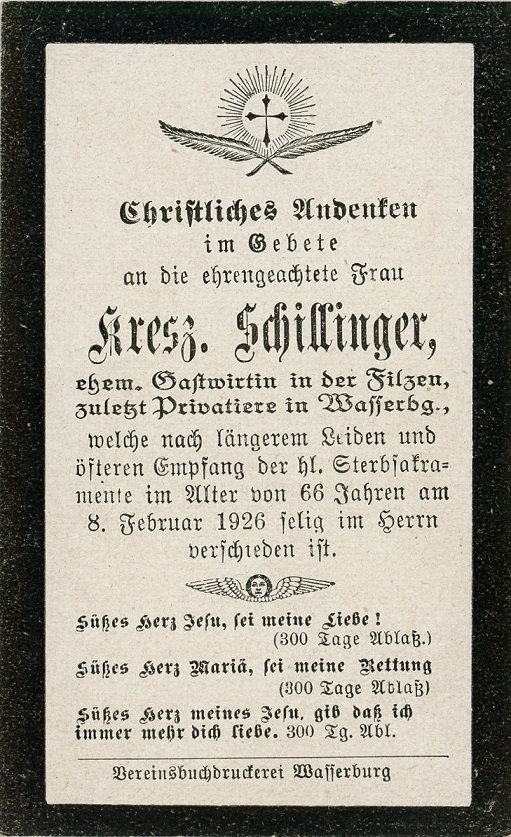 Christliches Andenken
im Gebete
an die ehrengeachtete Frau
Kresz. Schillinger,
ehem. Gastwirtin in der Filzen,
zuletzt Privatiere in Wasserbg.,
welche nach längerem Leiden und
öfteren Empfang der hl. Sterbsakra-
mente im Alter von 66 Jahren am
8. Februar 1926 selig im Herrn
verschieden ist.
Süßes Herz Jesu, sei meine Liebe!
(300 Tage Ablaß.)
Süßes Herz Mariä, sei meine Rettung
(300 Tage Ablaß)
Süßes Herz meines Jesu, gib daß ich
immer mehr dich liebe. 300 Tg. Abl.
Vereinsbuchdruckerei Wasserburg